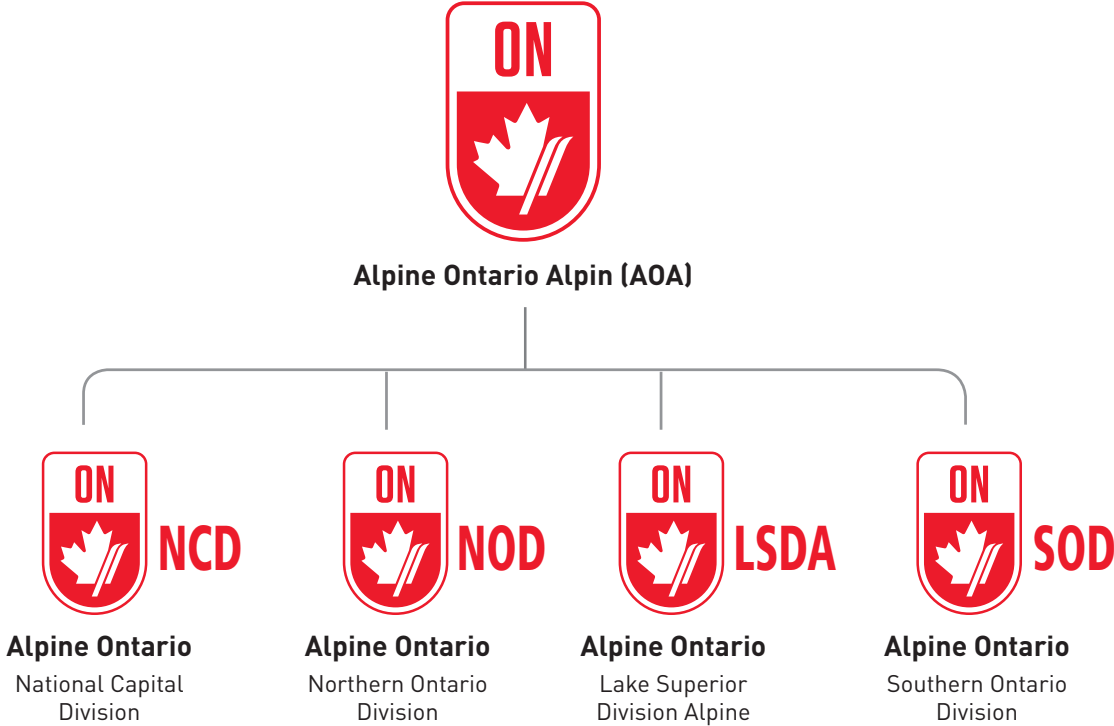 ON
Alpine Ontario Alpin (AOA)
ON
NCD
Alpine Ontario
National Capital
Division
ON
NOD
Alpine Ontario
Northern Ontario
Division
ON
LSDA
Alpine Ontario
Lake Superior
Division Alpine
ON
SOD
Alpine Ontario
Southern Ontario
Division